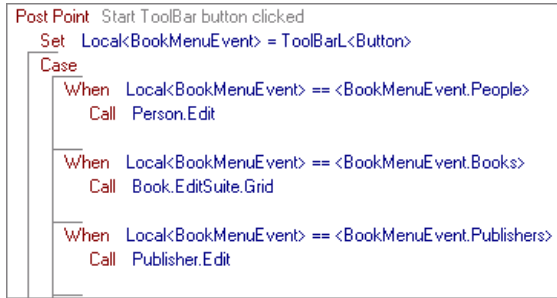 Post Point Start ToolBar button clicked
Set Local<BookMenuEvent> = ToolBarL<Button>
Case
When Local<BookMenuEvent> == <BookMenuEvent.People>
Call Person.Edit
When Local<BookMenuEvent> == <BookMenuEvent.Books>
Call Book.EditSuite.Grid
When Local<BookMenuEvent> == <BookMenuEvent.Publishers>
Call Publisher.Edit